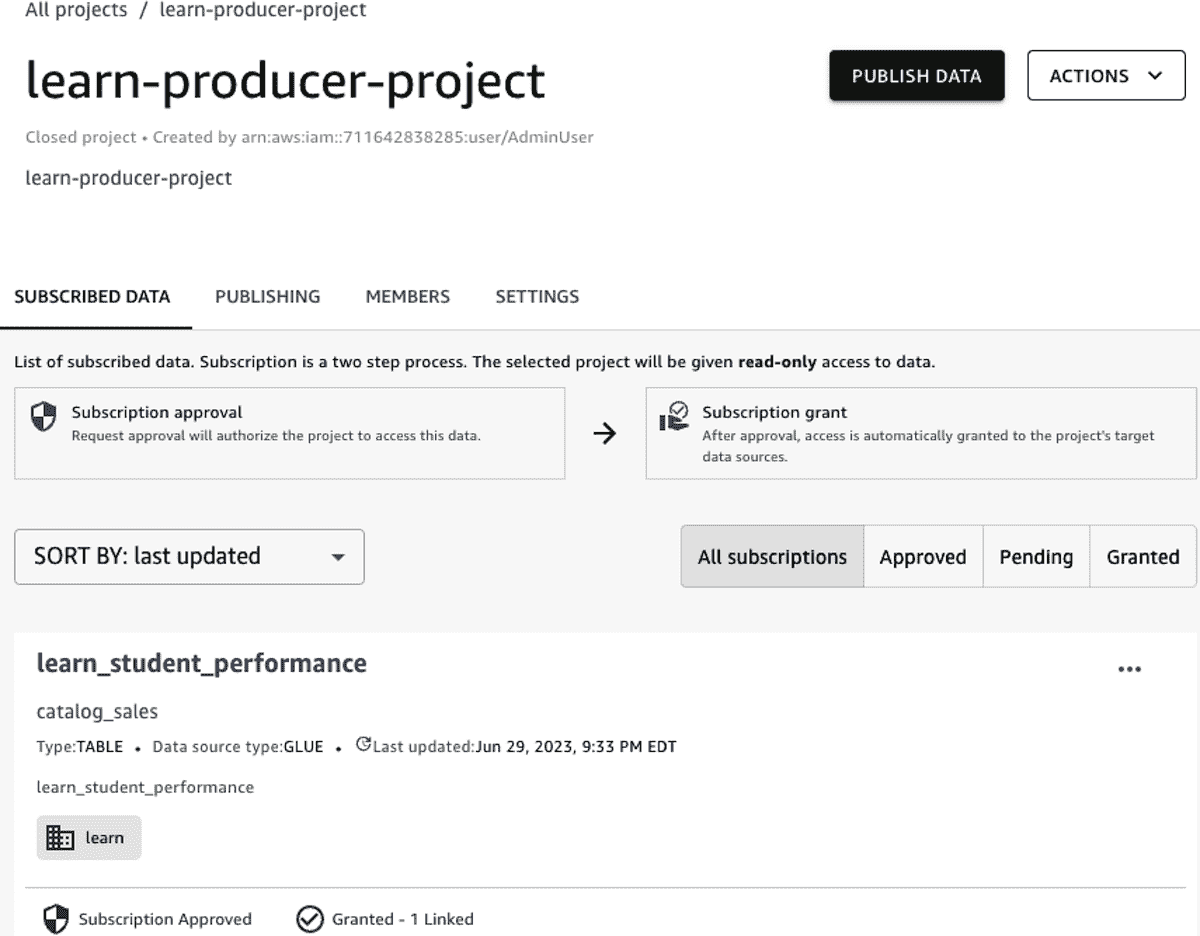 All projects / learn-producer-project
learn-producer-project
PUBLISH DATA
ACTIONS
Closed project • Created by arn:aws:iam::711642838285:user/AdminUser
learn-producer-project
SUBSCRIBED DATA PUBLISHING MEMBERS SETTINGS
List of subscribed data. Subscription is a two step process. The selected project will be given read-only access to data.
Subscription approval
Request approval will authorize the project to access this data.
Subscription grant
After approval, access is automatically granted to the project's target
data sources.
SORT BY: last updated
All subscriptions Approved Pending Granted
learn_student_performance
catalog_sales
Type:TABLE • Data source type:GLUE • Last updated:Jun 29, 2023, 9:33 PM EDT
learn_student_performance
learn
Subscription Approved Granted - 1 Linked